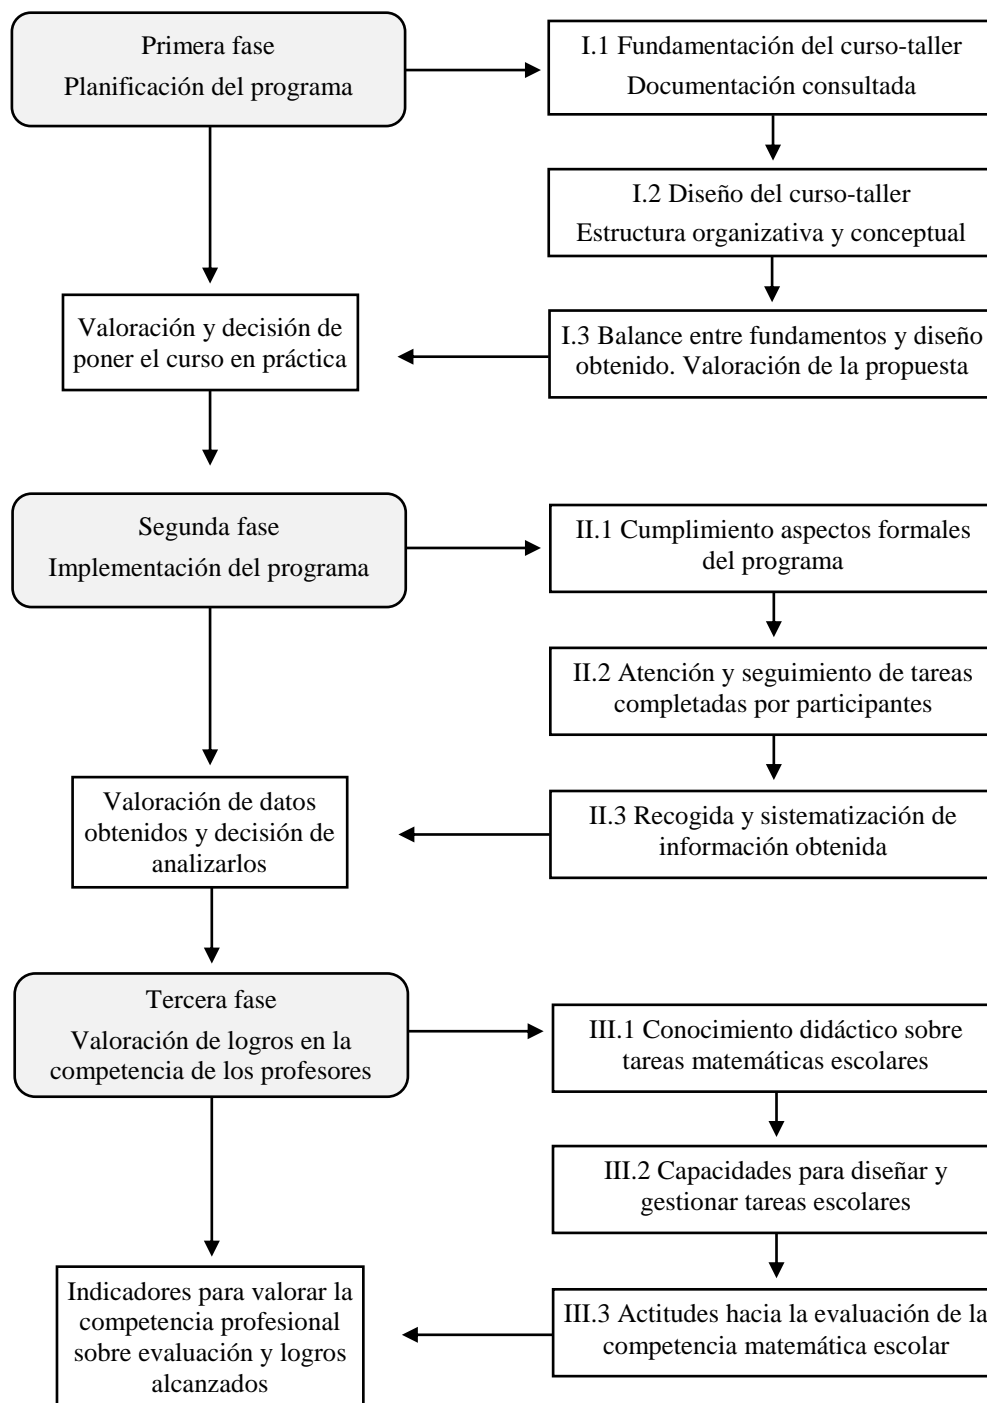 Primera fase
Planificación del programa
I.1 Fundamentación del curso-taller
Documentación consultada
I.2 Diseño del curso-taller
Estructura organizativa y conceptual
Valoración y decisión de
poner el curso en práctica
I.3 Balance entre fundamentos y diseño
obtenido. Valoración de la propuesta
Segunda fase
Implementación del programa
II.1 Cumplimiento aspectos formales
del programa
II.2 Atención y seguimiento de tareas
completadas por participantes
Valoración de datos
obtenidos y decisión de
analizarlos
II.3 Recogida y sistematización de
información obtenida
Tercera fase
Valoración de logros en la
competencia de los profesores
III.1 Conocimiento didáctico sobre
tareas matemáticas escolares
III.2 Capacidades para diseñar y
gestionar tareas escolares
Indicadores para valorar la
competencia profesional
sobre evaluación y logros
alcanzados
III.3 Actitudes hacia la evaluación de la
competencia matemática escolar